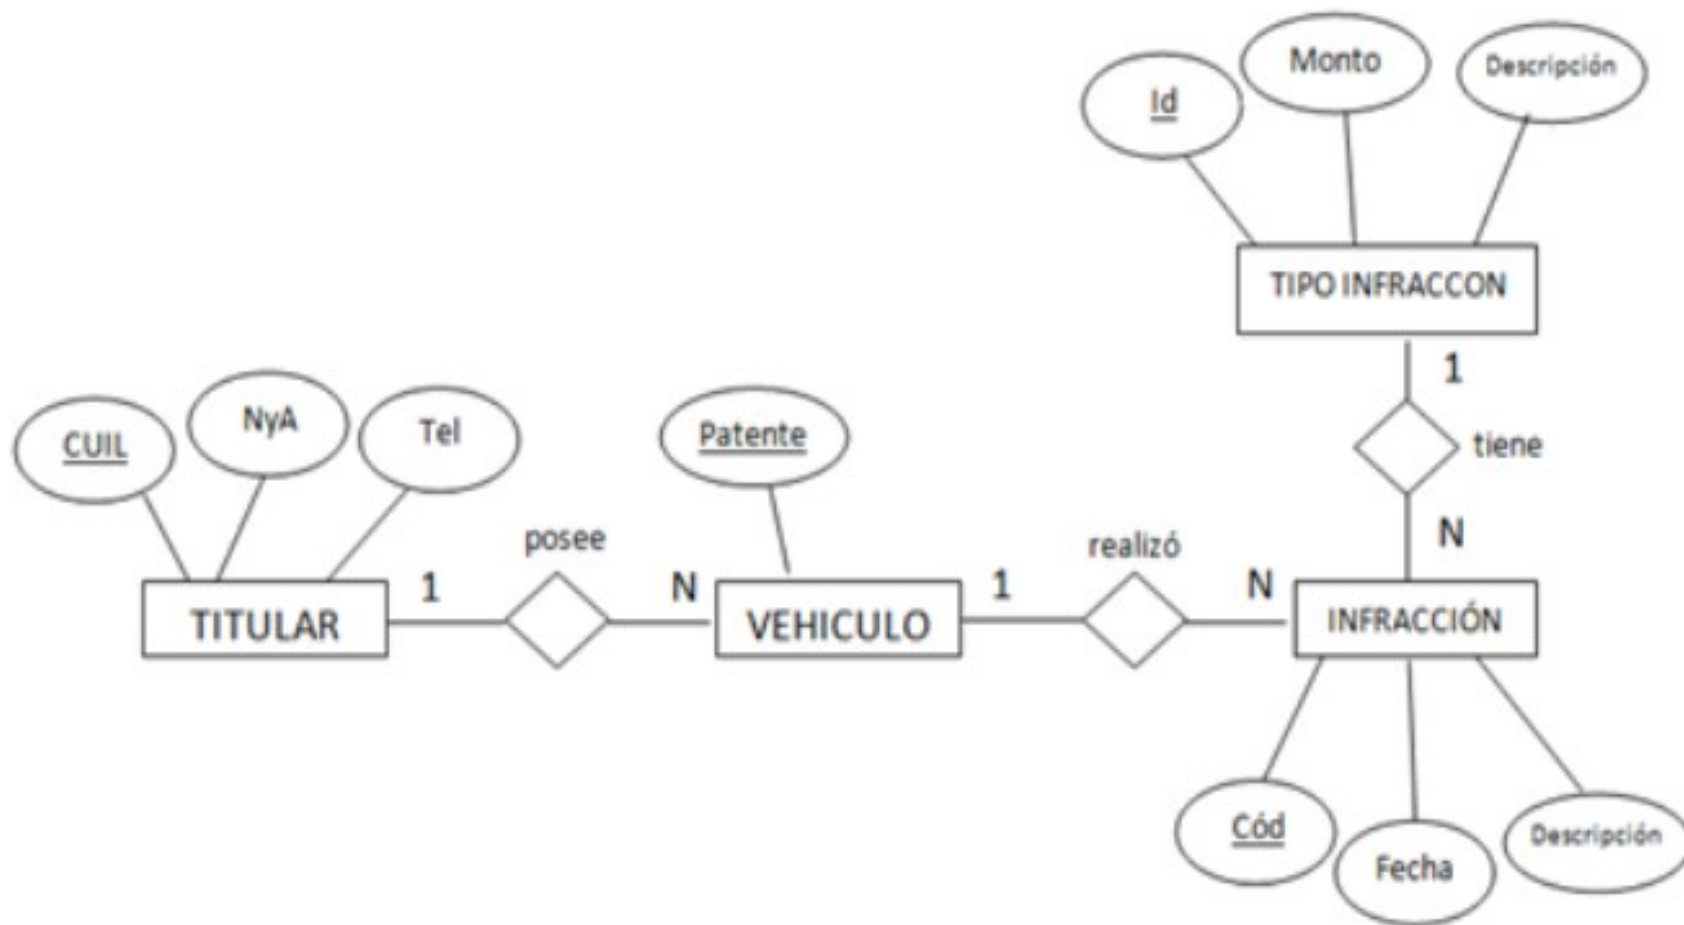 Id
Monto
Descripción
TIPO INFRACCON
1
tiene
N
CUIL
NyA
Tel
Patente
posee
realizó
TITULAR
1
N
VEHICULO
1
N
INFRACCIÓN
Cód
Fecha
Descripción